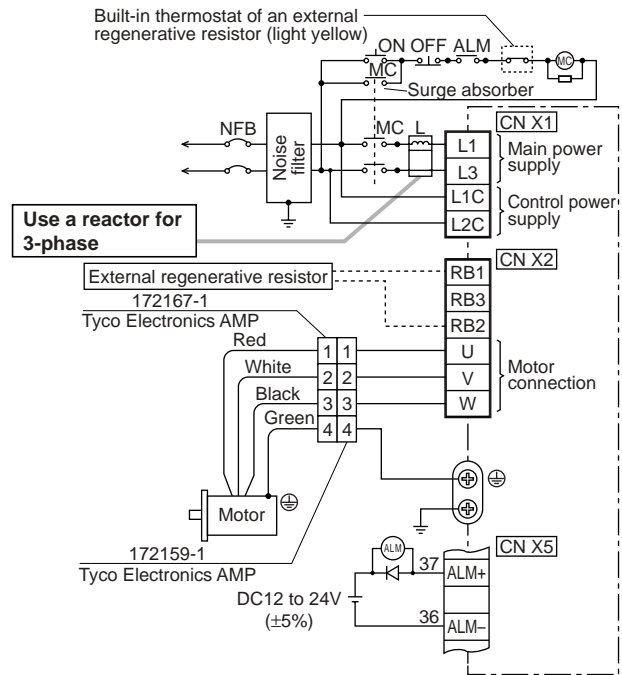 Built-in thermostat of an external
regenerative resistor (light yellow)
ON OFF ALM
MC
MC
Surge absorber
NFB
Noise
filter
MC L
CN X1
L1
L3
L1C
L2C
Main power
supply
Control power
supply
Use a reactor for
3-phase
CN X2
External regenerative resistor
RB1
RB3
RB2
U
V
W
Motor
connection
172167-1
Tyco Electronics AMP
Red
White
Black
Green
1 1
2 2
3 3
4 4
Motor
172159-1
Tyco Electronics AMP
ALM
DC12 to 24V
(±5%)
CN X5
37
ALM+
36
ALM–